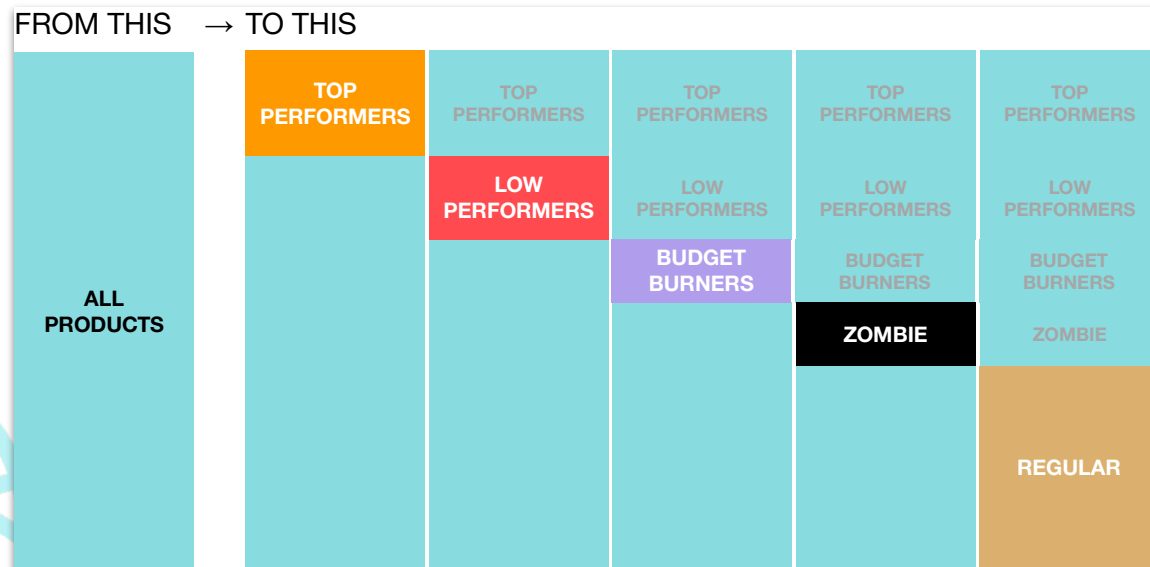 FROM THIS → TO THIS
ALL
PRODUCTS
TOP
PERFORMERS
TOP
PERFORMERS
TOP
PERFORMERS
TOP
PERFORMERS
TOP
PERFORMERS
LOW
PERFORMERS
LOW
PERFORMERS
LOW
PERFORMERS
LOW
PERFORMERS
BUDGET
BURNERS
BUDGET
BURNERS
BUDGET
BURNERS
ZOMBIE
ZOMBIE
REGULAR